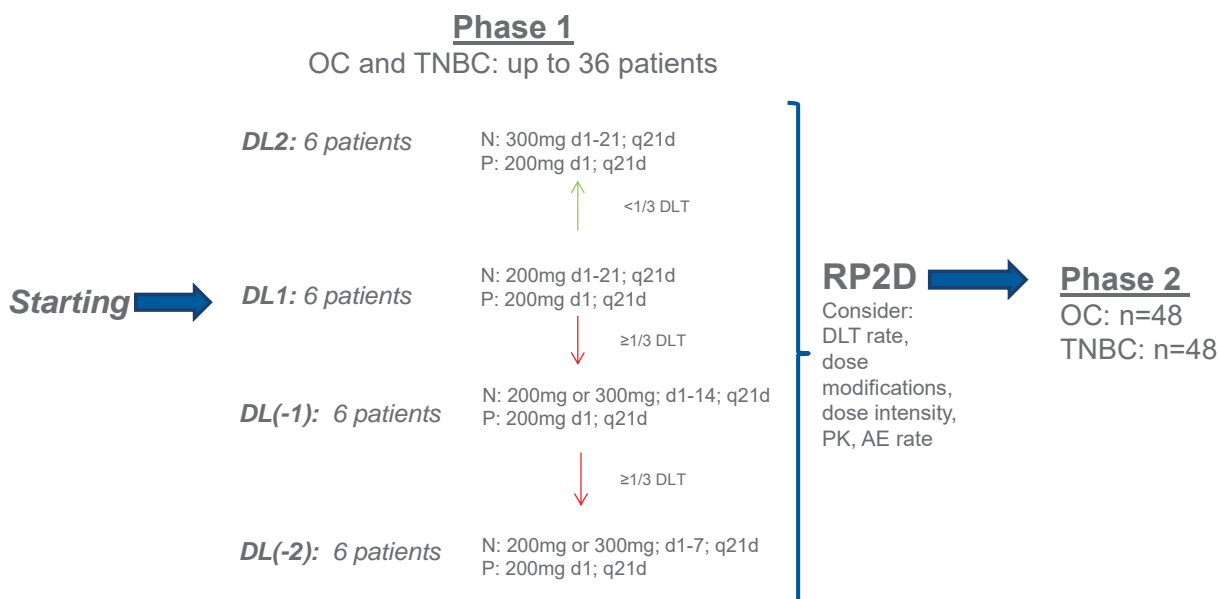 Phase 1
OC and TNBC: up to 36 patients
DL2: 6 patients
N: 300mg d1-21; q21d
P: 200mg d1; q21d
<1/3 DLT
Starting
DL1: 6 patients
N: 200mg d1-21; q21d
P: 200mg d1; q21d
≥1/3 DLT
DL(-1): 6 patients
N: 200mg or 300mg; d1-14; q21d
P: 200mg d1; q21d
≥1/3 DLT
DL(-2): 6 patients
N: 200mg or 300mg; d1-7; q21d
P: 200mg d1; q21d
RP2D
Consider:
DLT rate,
dose
modifications,
dose intensity,
PK, AE rate
Phase 2
OC: n=48
TNBC: n=48